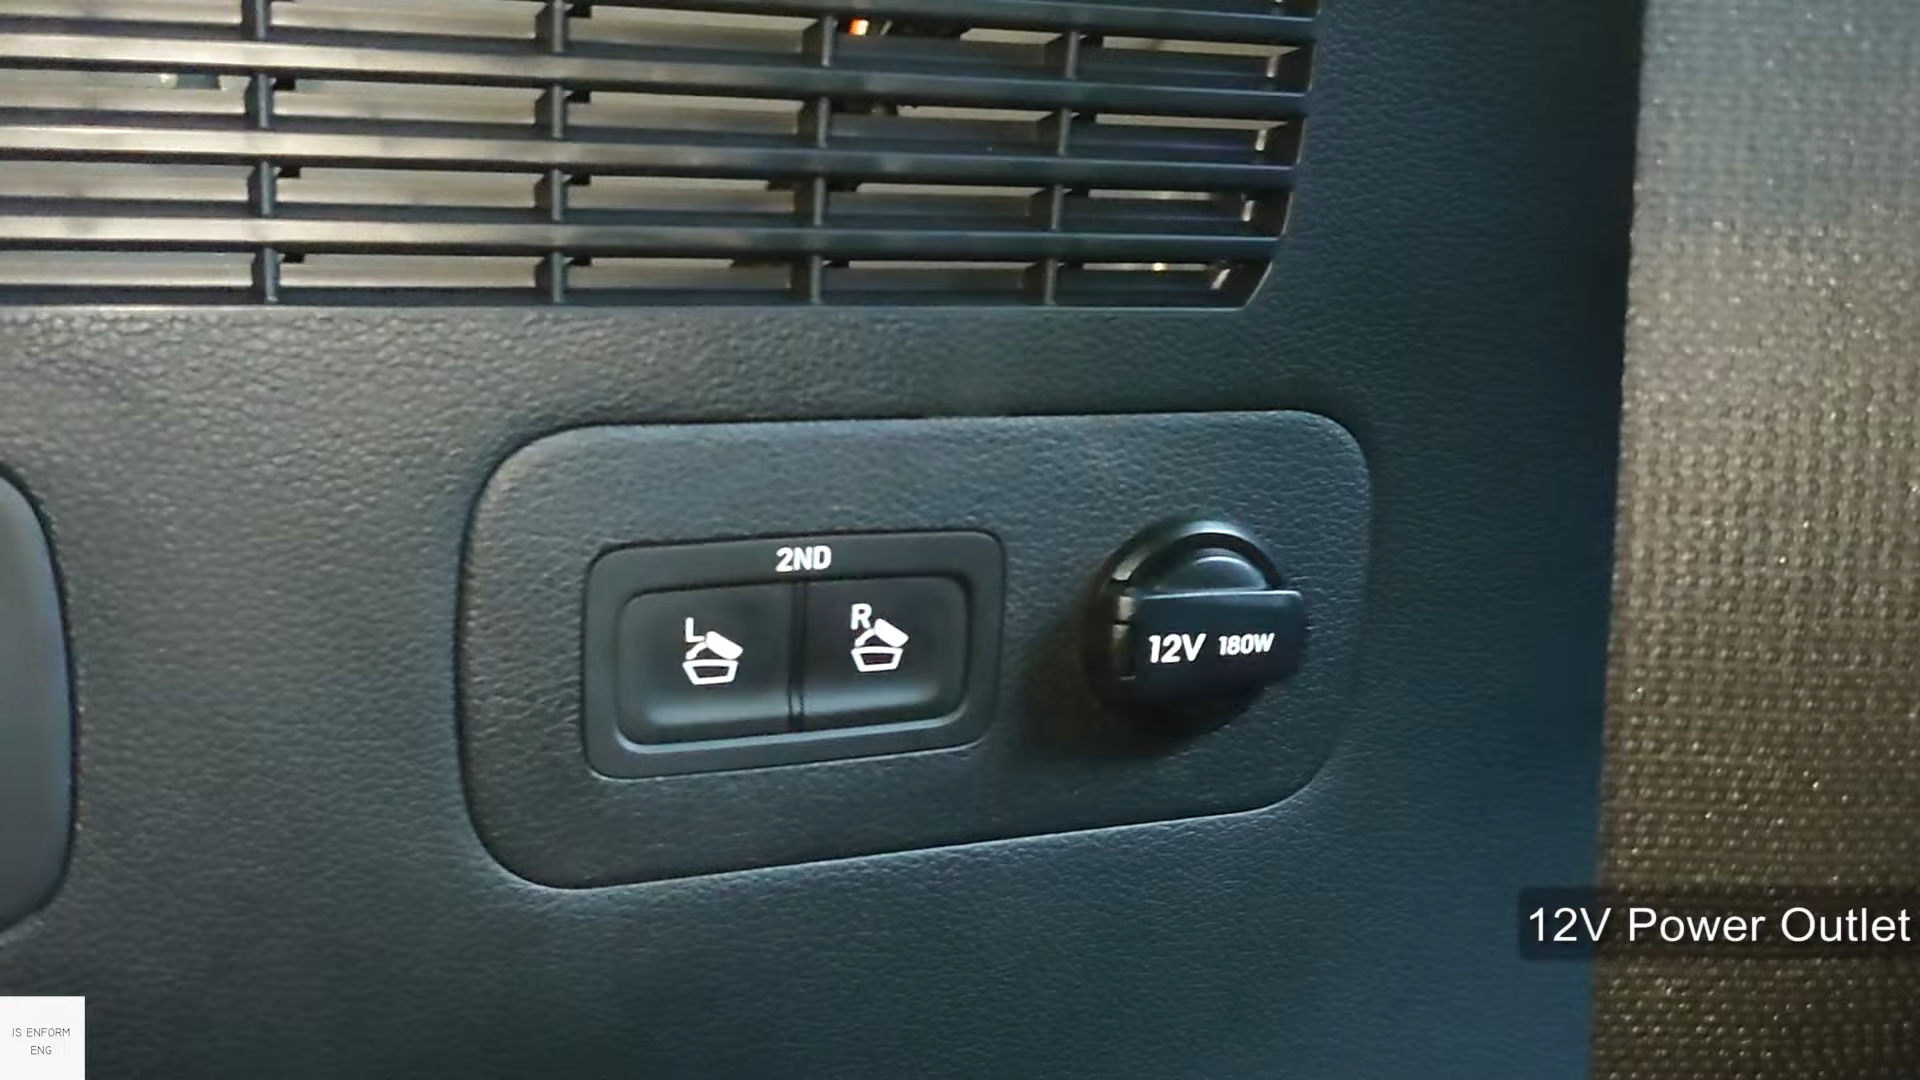 2ND
L R
12V 180W
12V Power Outlet
IS ENFORM
ENG